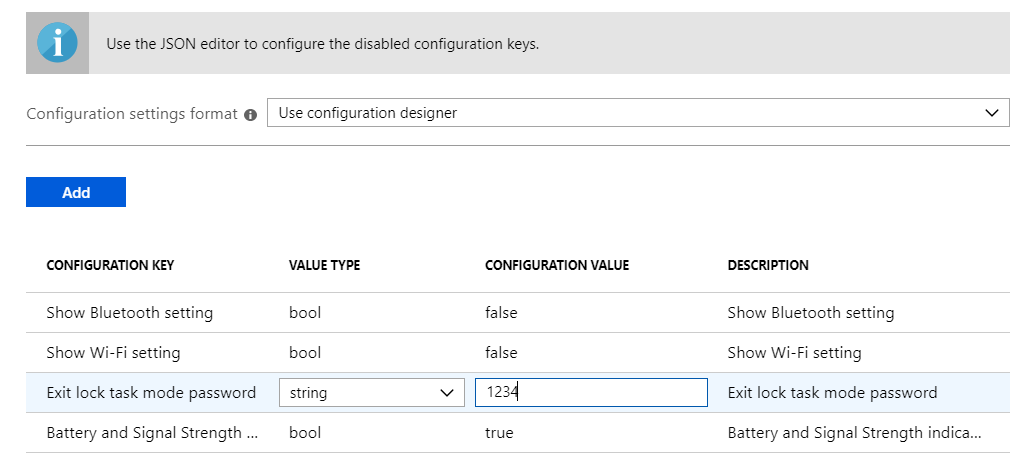 i
Use the JSON editor to configure the disabled configuration keys.
Configuration settings format i Use configuration designer
Add
CONFIGURATION KEY VALUE TYPE CONFIGURATION VALUE DESCRIPTION
Show Bluetooth setting bool false Show Bluetooth setting
Show Wi-Fi setting bool false Show Wi-Fi setting
Exit lock task mode password string 1234 Exit lock task mode password
Battery and Signal Strength ... bool true Battery and Signal Strength indica...